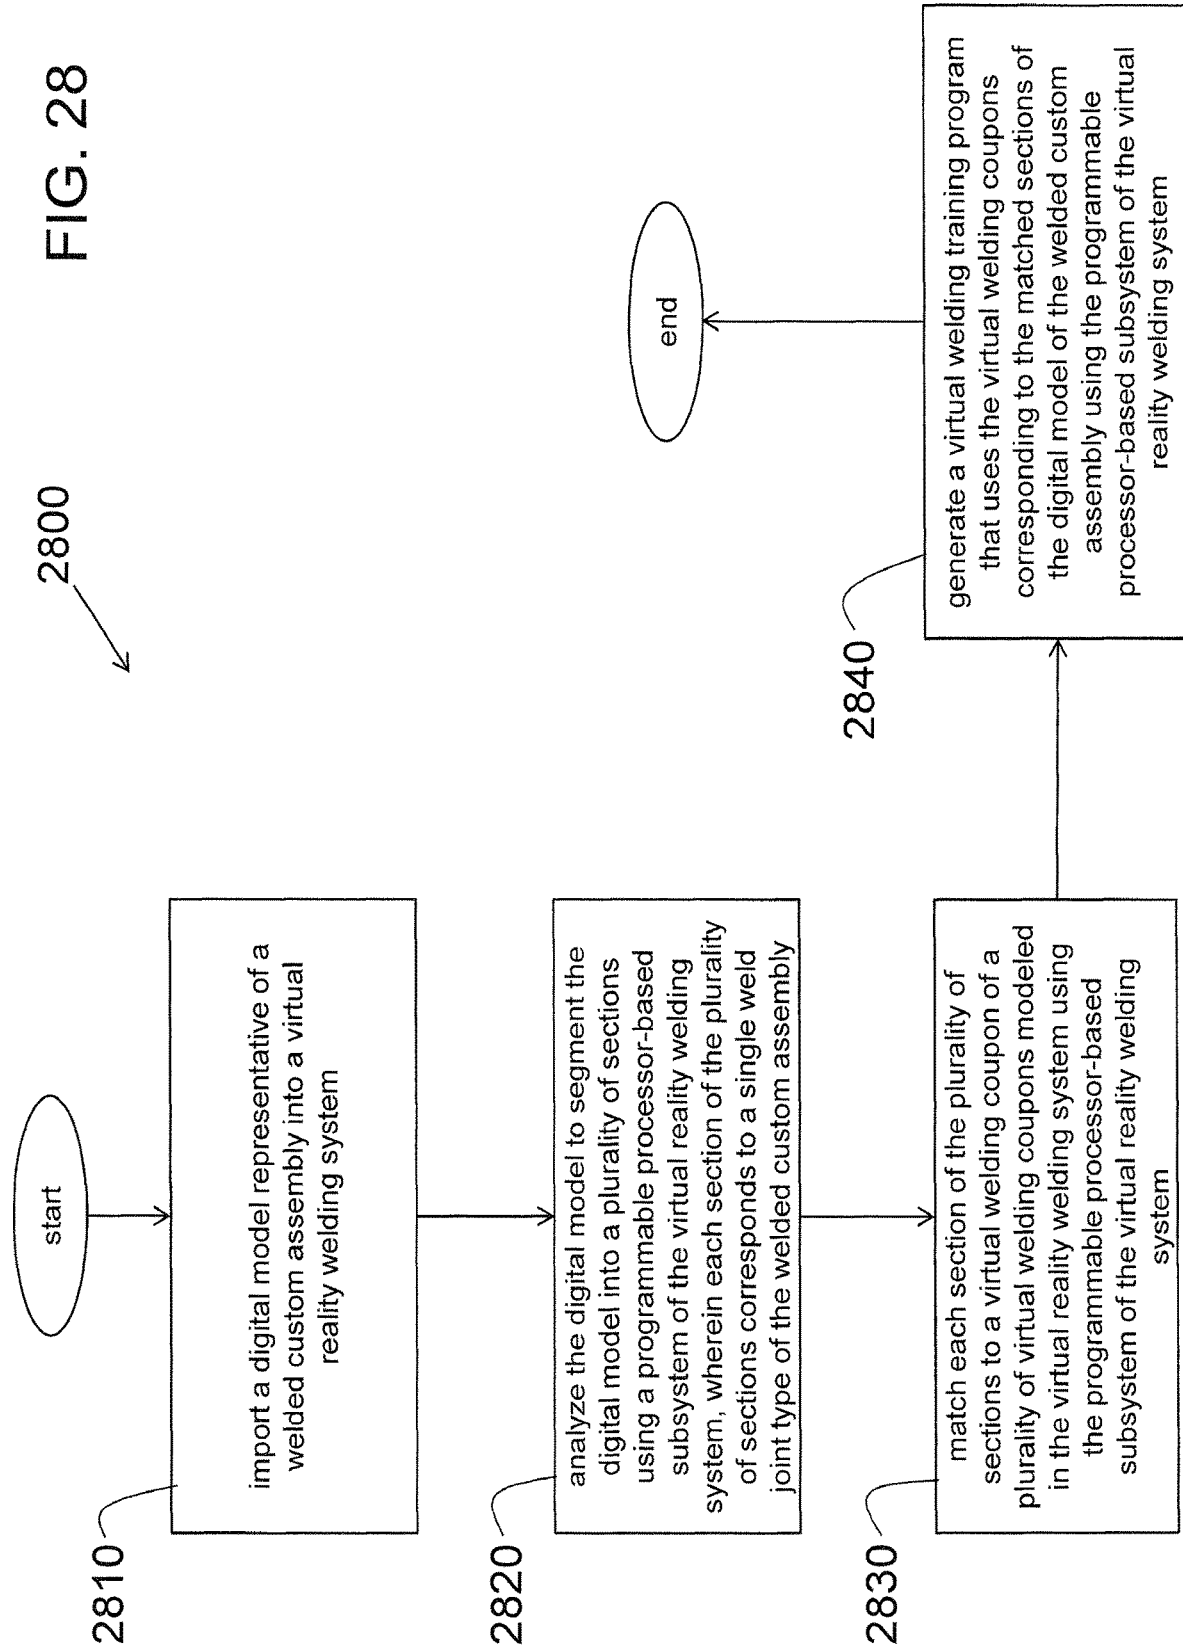 FIG. 28
2800
start
2810
import a digital model representative of a
welded custom assembly into a virtual
reality welding system
2820
analyze the digital model to segment the
digital model into a plurality of sections
using a programmable processor-based
subsystem of the virtual reality welding
system, wherein each section of the plurality
of sections corresponds to a single weld
joint type of the welded custom assembly
2830
match each section of the plurality of
sections to a virtual welding coupon of a
plurality of virtual welding coupons modeled
in the virtual reality welding system using
the programmable processor-based
subsystem of the virtual reality welding
system
2840
generate a virtual welding training program
that uses the virtual welding coupons
corresponding to the matched sections of
the digital model of the welded custom
assembly using the programmable
processor-based subsystem of the virtual
reality welding system
end